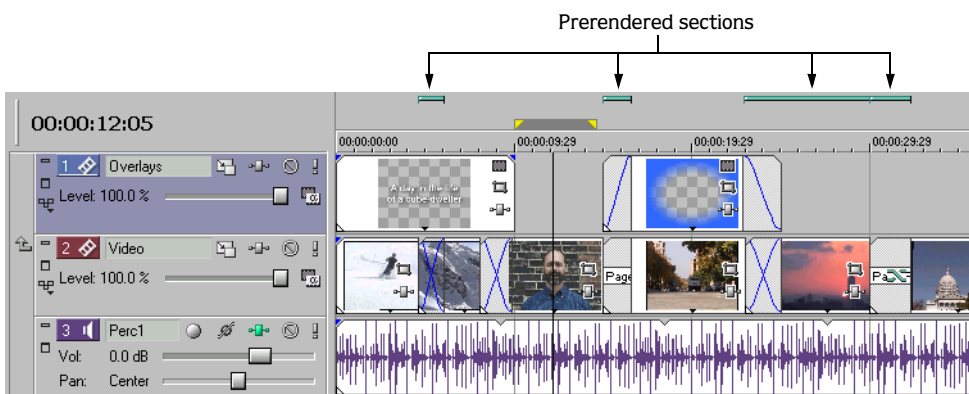 Prerendered sections
00:00:12:05
00:00:00:00 00:00:09:29 00:00:19:29 00:00:29:29
1 Overlays
Level: 100.0 %
A day in the life
of a cube-dweller
2 Video
Level: 100.0 %
Page
Pa
3 Perc1
Vol: 0.0 dB
Pan: Center